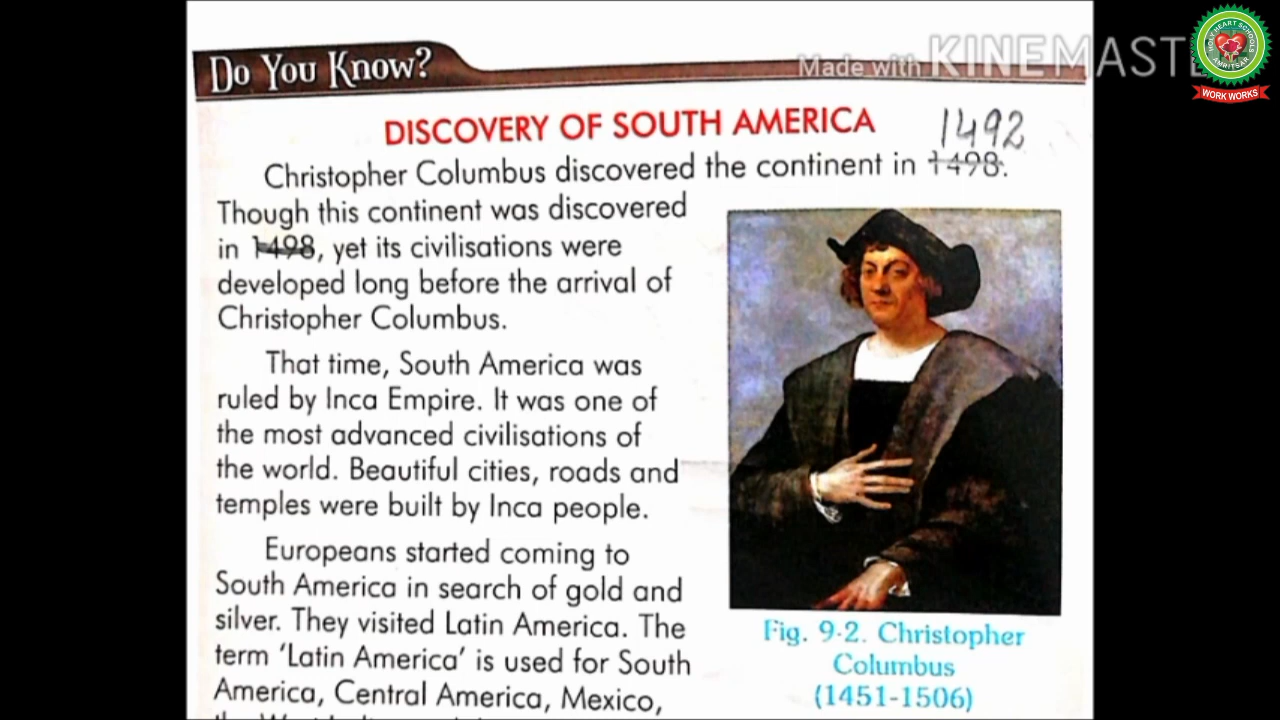 Do You Know?
Made with KINEMASTE
HOLY HEART SCHOOLS
AMRITSAR
WORK WORKS
DISCOVERY OF SOUTH AMERICA
1492
Christopher Columbus discovered the continent in 1498.
Though this continent was discovered
in 1498, yet its civilisations were
developed long before the arrival of
Christopher Columbus.
That time, South America was
ruled by Inca Empire. It was one of
the most advanced civilisations of
the world. Beautiful cities, roads and
temples were built by Inca people.
Europeans started coming to
South America in search of gold and
silver. They visited Latin America. The
term 'Latin America' is used for South
America, Central America, Mexico,
Fig. 9·2. Christopher
Columbus
(1451-1506)